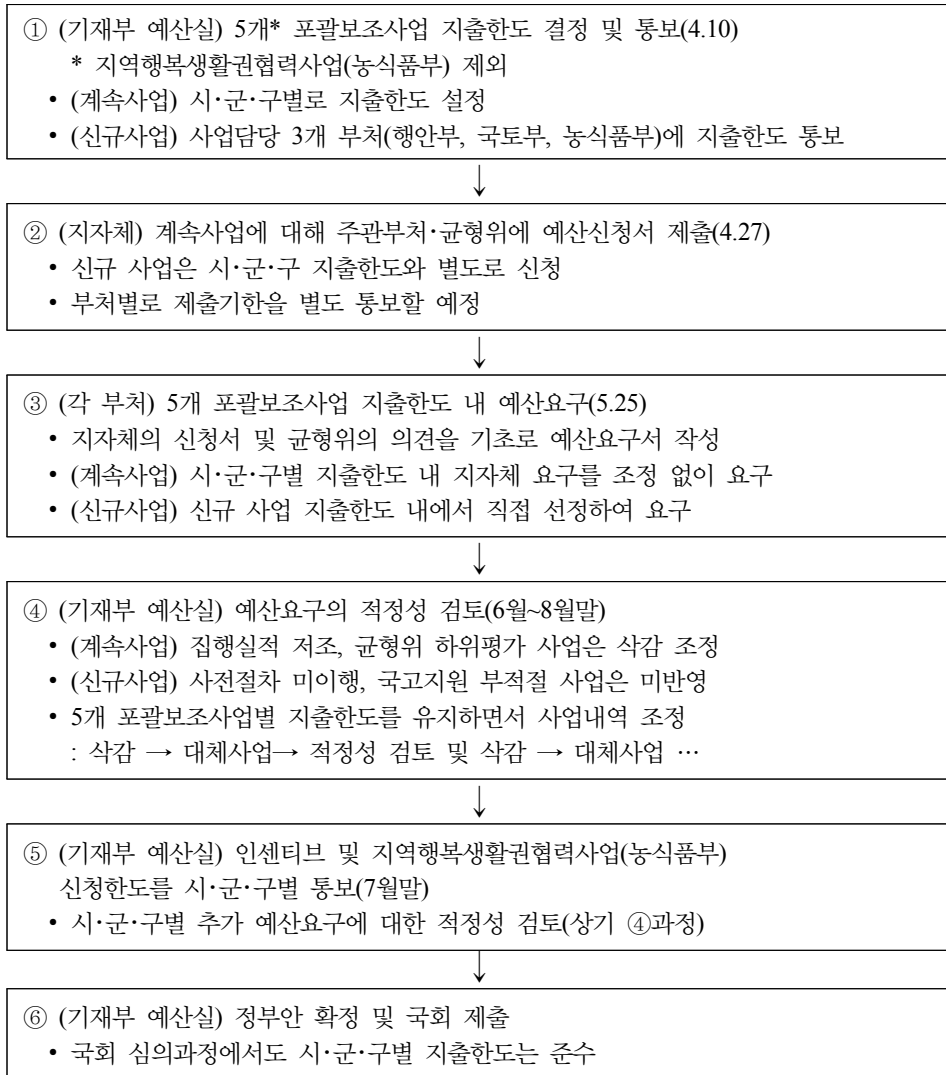 ① (기재부 예산실) 5개* 포괄보조사업 지출한도 결정 및 통보(4.10)
* 지역행복생활권협력사업(농식품부) 제외
• (계속사업) 시·군·구별로 지출한도 설정
• (신규사업) 사업담당 3개 부처(행안부, 국토부, 농식품부)에 지출한도 통보
↓
② (지자체) 계속사업에 대해 주관부처·균형위에 예산신청서 제출(4.27)
• 신규 사업은 시·군·구 지출한도와 별도로 신청
• 부처별로 제출기한을 별도 통보할 예정
↓
③ (각 부처) 5개 포괄보조사업 지출한도 내 예산요구(5.25)
• 지자체의 신청서 및 균형위의 의견을 기초로 예산요구서 작성
• (계속사업) 시·군·구별 지출한도 내 지자체 요구를 조정 없이 요구
• (신규사업) 신규 사업 지출한도 내에서 직접 선정하여 요구
↓
④ (기재부 예산실) 예산요구의 적정성 검토(6월~8월말)
• (계속사업) 집행실적 저조, 균형위 하위평가 사업은 삭감 조정
• (신규사업) 사전절차 미이행, 국고지원 부적절 사업은 미반영
• 5개 포괄보조사업별 지출한도를 유지하면서 사업내역 조정
: 삭감 → 대체사업→ 적정성 검토 및 삭감 → 대체사업 …
↓
⑤ (기재부 예산실) 인센티브 및 지역행복생활권협력사업(농식품부)
신청한도를 시·군·구별 통보(7월말)
• 시·군·구별 추가 예산요구에 대한 적정성 검토(상기 ④과정)
↓
⑥ (기재부 예산실) 정부안 확정 및 국회 제출
• 국회 심의과정에서도 시·군·구별 지출한도는 준수